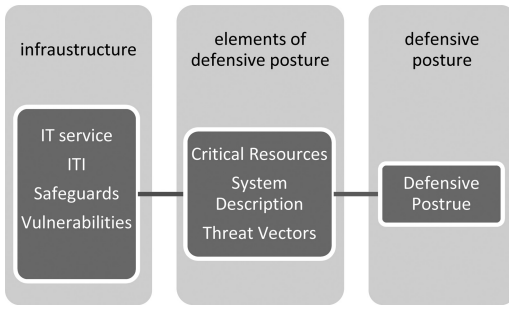 infraustructure
IT service
ITI
Safeguards
Vulnerabilities
elements of
defensive posture
Critical Resources
System
Description
Threat Vectors
defensive
posture
Defensive
Postrue